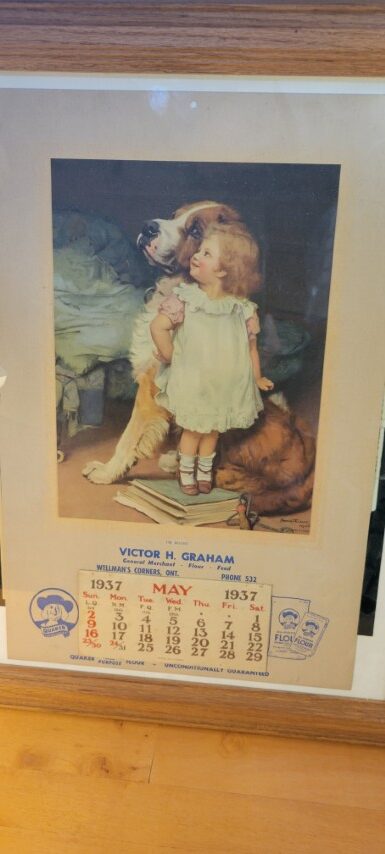 VICTOR H. GRAHAM
General Merchant - Flour - Feed
WELLMAN'S CORNERS, ONT. PHONE 532
1937 MAY 1937
Sun. Mon. Tue. Wed. Thu. Fri. Sat.
L.Q. N.M. F.Q. F.M. 1
2 3 4 5 6 7 8
9 10 11 12 13 14 15
16 17 18 19 20 21 22
23/30 24/31 25 26 27 28 29
QUAKER
FLOUR
QUAKER FLOUR - UNCONDITIONALLY GUARANTEED